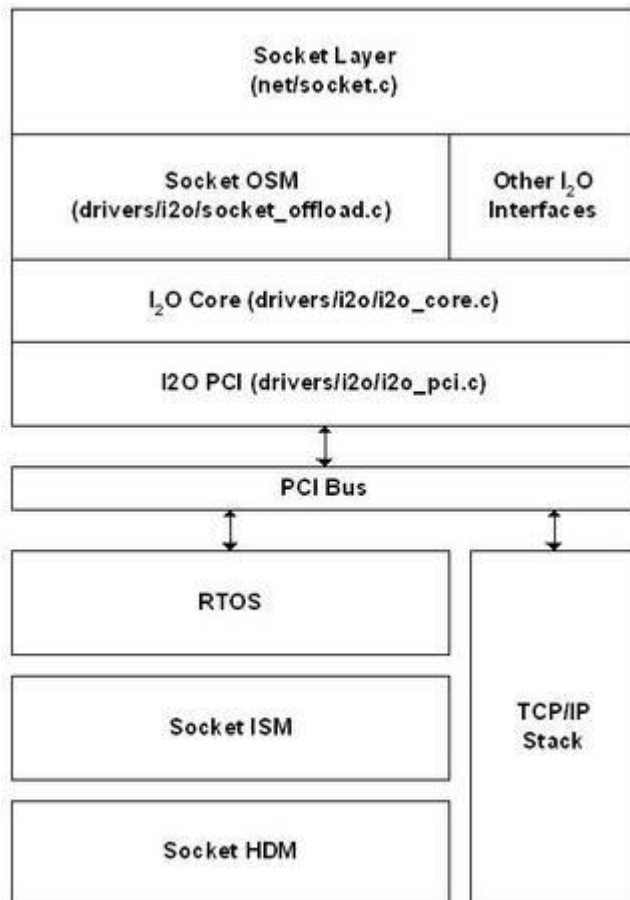 Socket Layer
(net/socket.c)
Socket OSM
(drivers/i2o/socket_offload.c)
Other I₂O
Interfaces
I₂O Core (drivers/i2o/i2o_core.c)
I2O PCI (drivers/i2o/i2o_pci.c)
PCI Bus
RTOS
Socket ISM
TCP/IP
Stack
Socket HDM